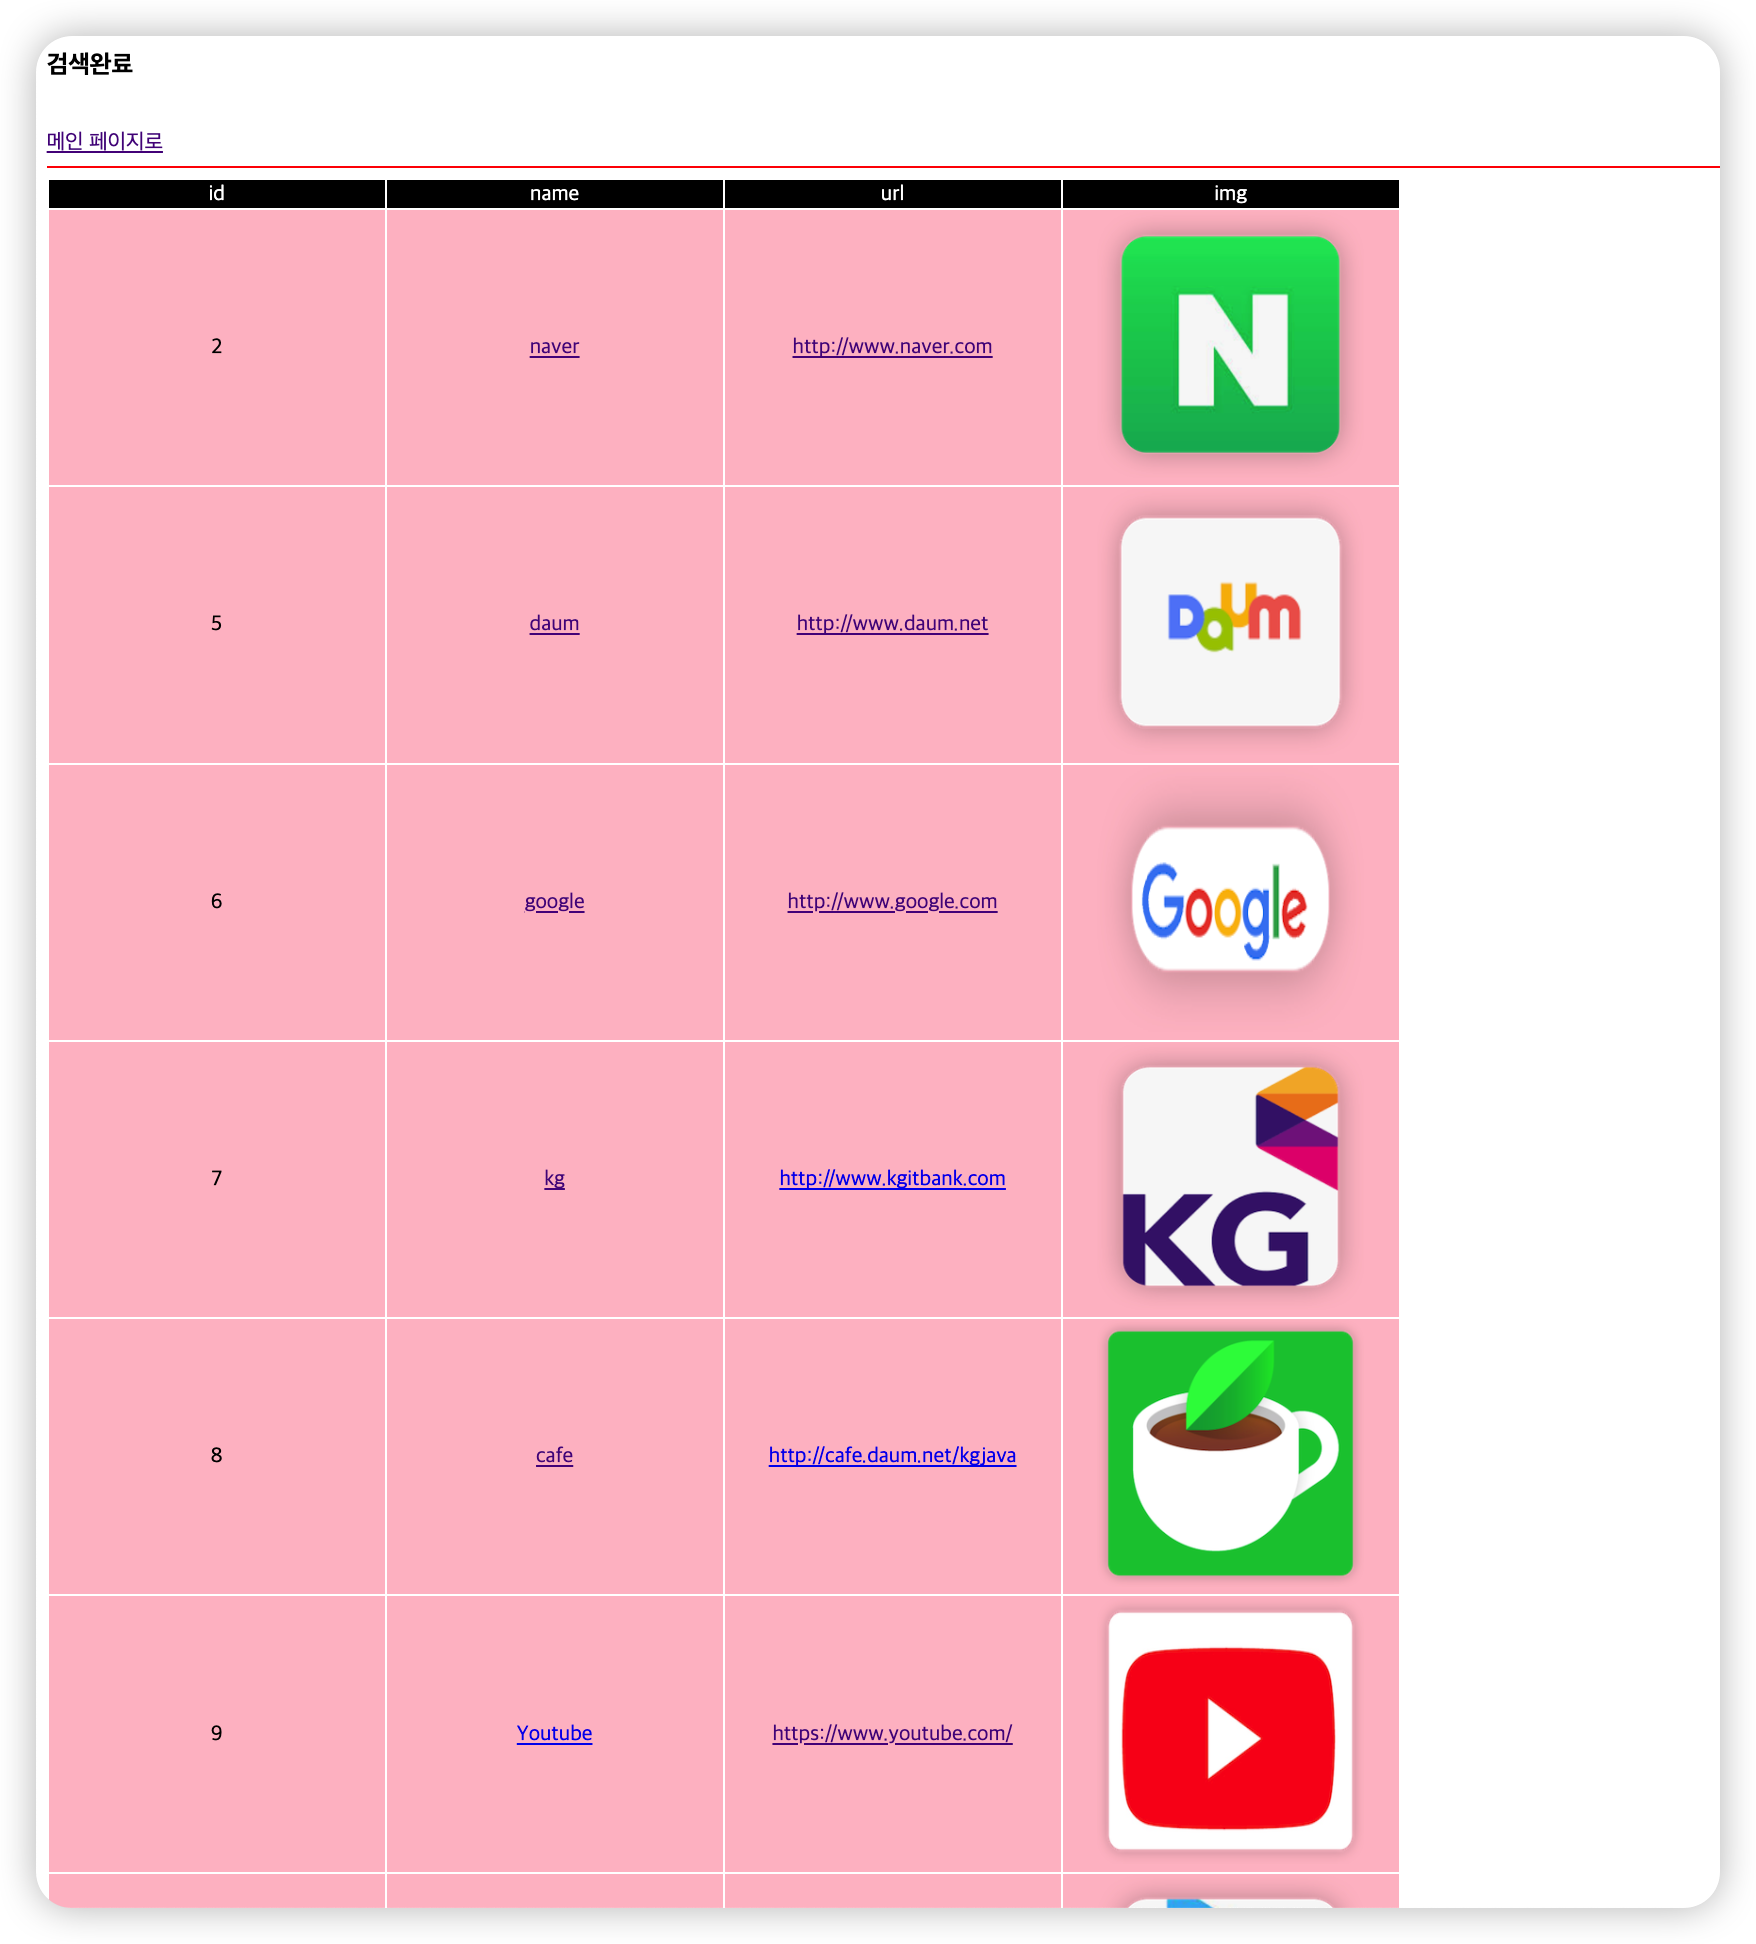 검색완료
메인 페이지로
id name url img
2 naver http://www.naver.com N
5 daum http://www.daum.net Daum
6 google http://www.google.com Google
7 kg http://www.kgitbank.com KG
8 cafe http://cafe.daum.net/kgjava
9 Youtube https://www.youtube.com/